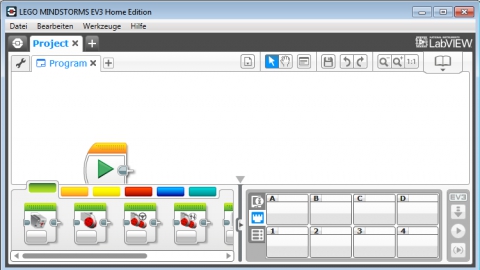 LEGO MINDSTORMS EV3 Home Edition
Datei Bearbeiten Werkzeuge Hilfe
Project
LabVIEW
Program
1:1
A B C D
EV3
1 2 3 4